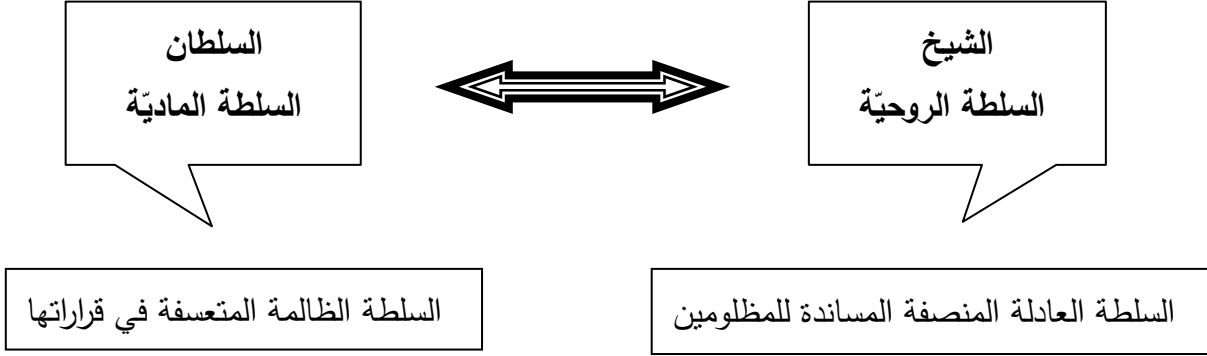 الشيخ
السلطة الروحيّة
السلطان
السلطة الماديّة
السلطة العادلة المنصفة المساندة للمظلومين
السلطة الظالمة المتعسفة في قراراتها